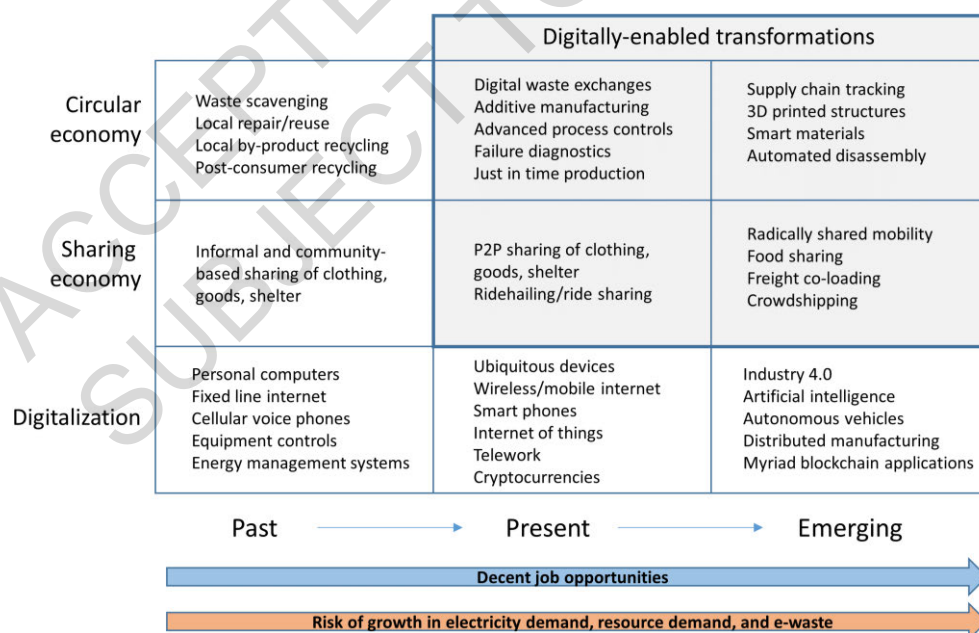 ACCEPTE
SUBJECT TO
Digitally-enabled transformations
Circular
economy
Waste scavenging
Local repair/reuse
Local by-product recycling
Post-consumer recycling
Digital waste exchanges
Additive manufacturing
Advanced process controls
Failure diagnostics
Just in time production
Supply chain tracking
3D printed structures
Smart materials
Automated disassembly
Sharing
economy
Informal and community-
based sharing of clothing,
goods, shelter
P2P sharing of clothing,
goods, shelter
Ridehailing/ride sharing
Radically shared mobility
Food sharing
Freight co-loading
Crowdshipping
Digitalization
Personal computers
Fixed line internet
Cellular voice phones
Equipment controls
Energy management systems
Ubiquitous devices
Wireless/mobile internet
Smart phones
Internet of things
Telework
Cryptocurrencies
Industry 4.0
Artificial intelligence
Autonomous vehicles
Distributed manufacturing
Myriad blockchain applications
Past
Present
Emerging
Decent job opportunities
Risk of growth in electricity demand, resource demand, and e-waste